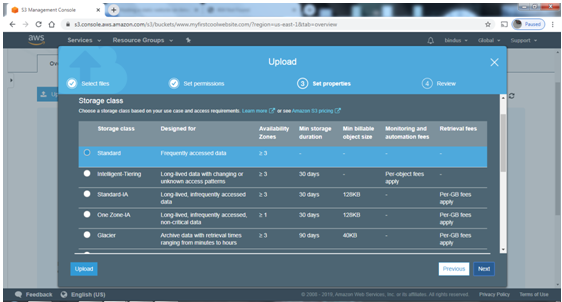 S3 Management Console
s3.console.aws.amazon.com/s3/buckets/www.myfirstcoolwebsite.com/?region=us-east-1&tab=overview
Paused
aws
Services
Resource Groups
Global
Support
Upload
Select files
Set permissions
3 Set properties
4 Review
Storage class
Choose a storage class based on your use case and access requirements. Learn more or see Amazon S3 pricing
Storage class Designed for Availability Zones Min storage duration Min billable object size Monitoring and automation fees Retrieval fees
Standard Frequently accessed data ≥ 3 - - - -
Intelligent-Tiering Long-lived data with changing or unknown access patterns ≥ 3 30 days - Per-object fees apply -
Standard-IA Long-lived, infrequently accessed data ≥ 3 30 days 128KB - Per-GB fees apply
One Zone-IA Long-lived, infrequently accessed, non-critical data ≥ 1 30 days 128KB - Per-GB fees apply
Glacier Archive data with retrieval times ranging from minutes to hours ≥ 3 90 days 40KB - Per-GB fees apply
Upload
Previous
Next
Feedback
English (US)
© 2008 - 2019, Amazon Web Services, Inc. or its affiliates. All rights reserved.
Privacy Policy
Terms of Use